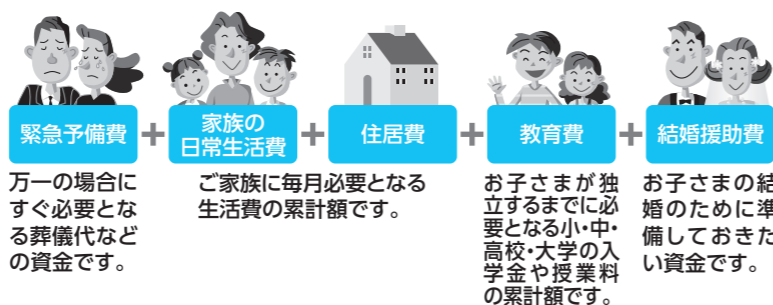 緊急予備費
+
家族の
日常生活費
+
住居費
+
教育費
+
結婚援助費
万一の場合に
すぐ必要とな
る葬儀代など
の資金です。
ご家族に毎月必要となる
生活費の累計額です。
お子さまが独
立するまでに必
要となる小・中・
高校・大学の入
学金や授業料
の累計額です。
お子さまの結
婚のために準
備しておきた
い資金です。